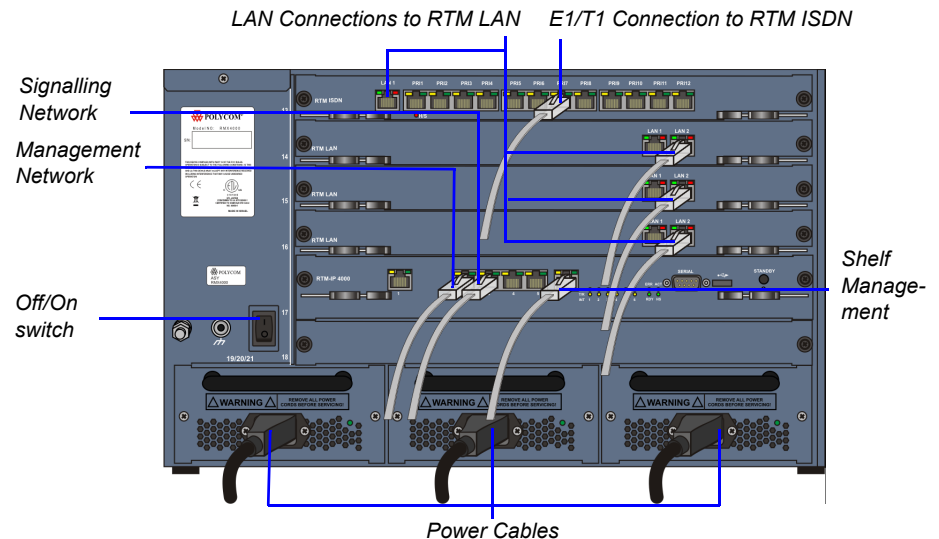 LAN Connections to RTM LAN
E1/T1 Connection to RTM ISDN
Signalling
Network
Management
Network
Off/On
switch
Shelf
Manage-
ment
Power Cables
LAN 1 PRI1 PRI2 PRI3 PRI4 PRI5 PRI6 PRI7 PRI8 PRI9 PRI10 PRI11 PRI12
RTM ISDN
13
POLYCOM
LAN 1 LAN 2
RTM LAN
14
LAN 1 LAN 2
RTM LAN
15
LAN 1 LAN 2
RTM LAN
16
RTM-IP 4000
SERIAL
STANDBY
POLYCOM
17
18
19/20/21
WARNING
REMOVE ALL POWER
CORDS BEFORE SERVICING!
WARNING
REMOVE ALL POWER
CORDS BEFORE SERVICING!
WARNING
REMOVE ALL POWER
CORDS BEFORE SERVICING!